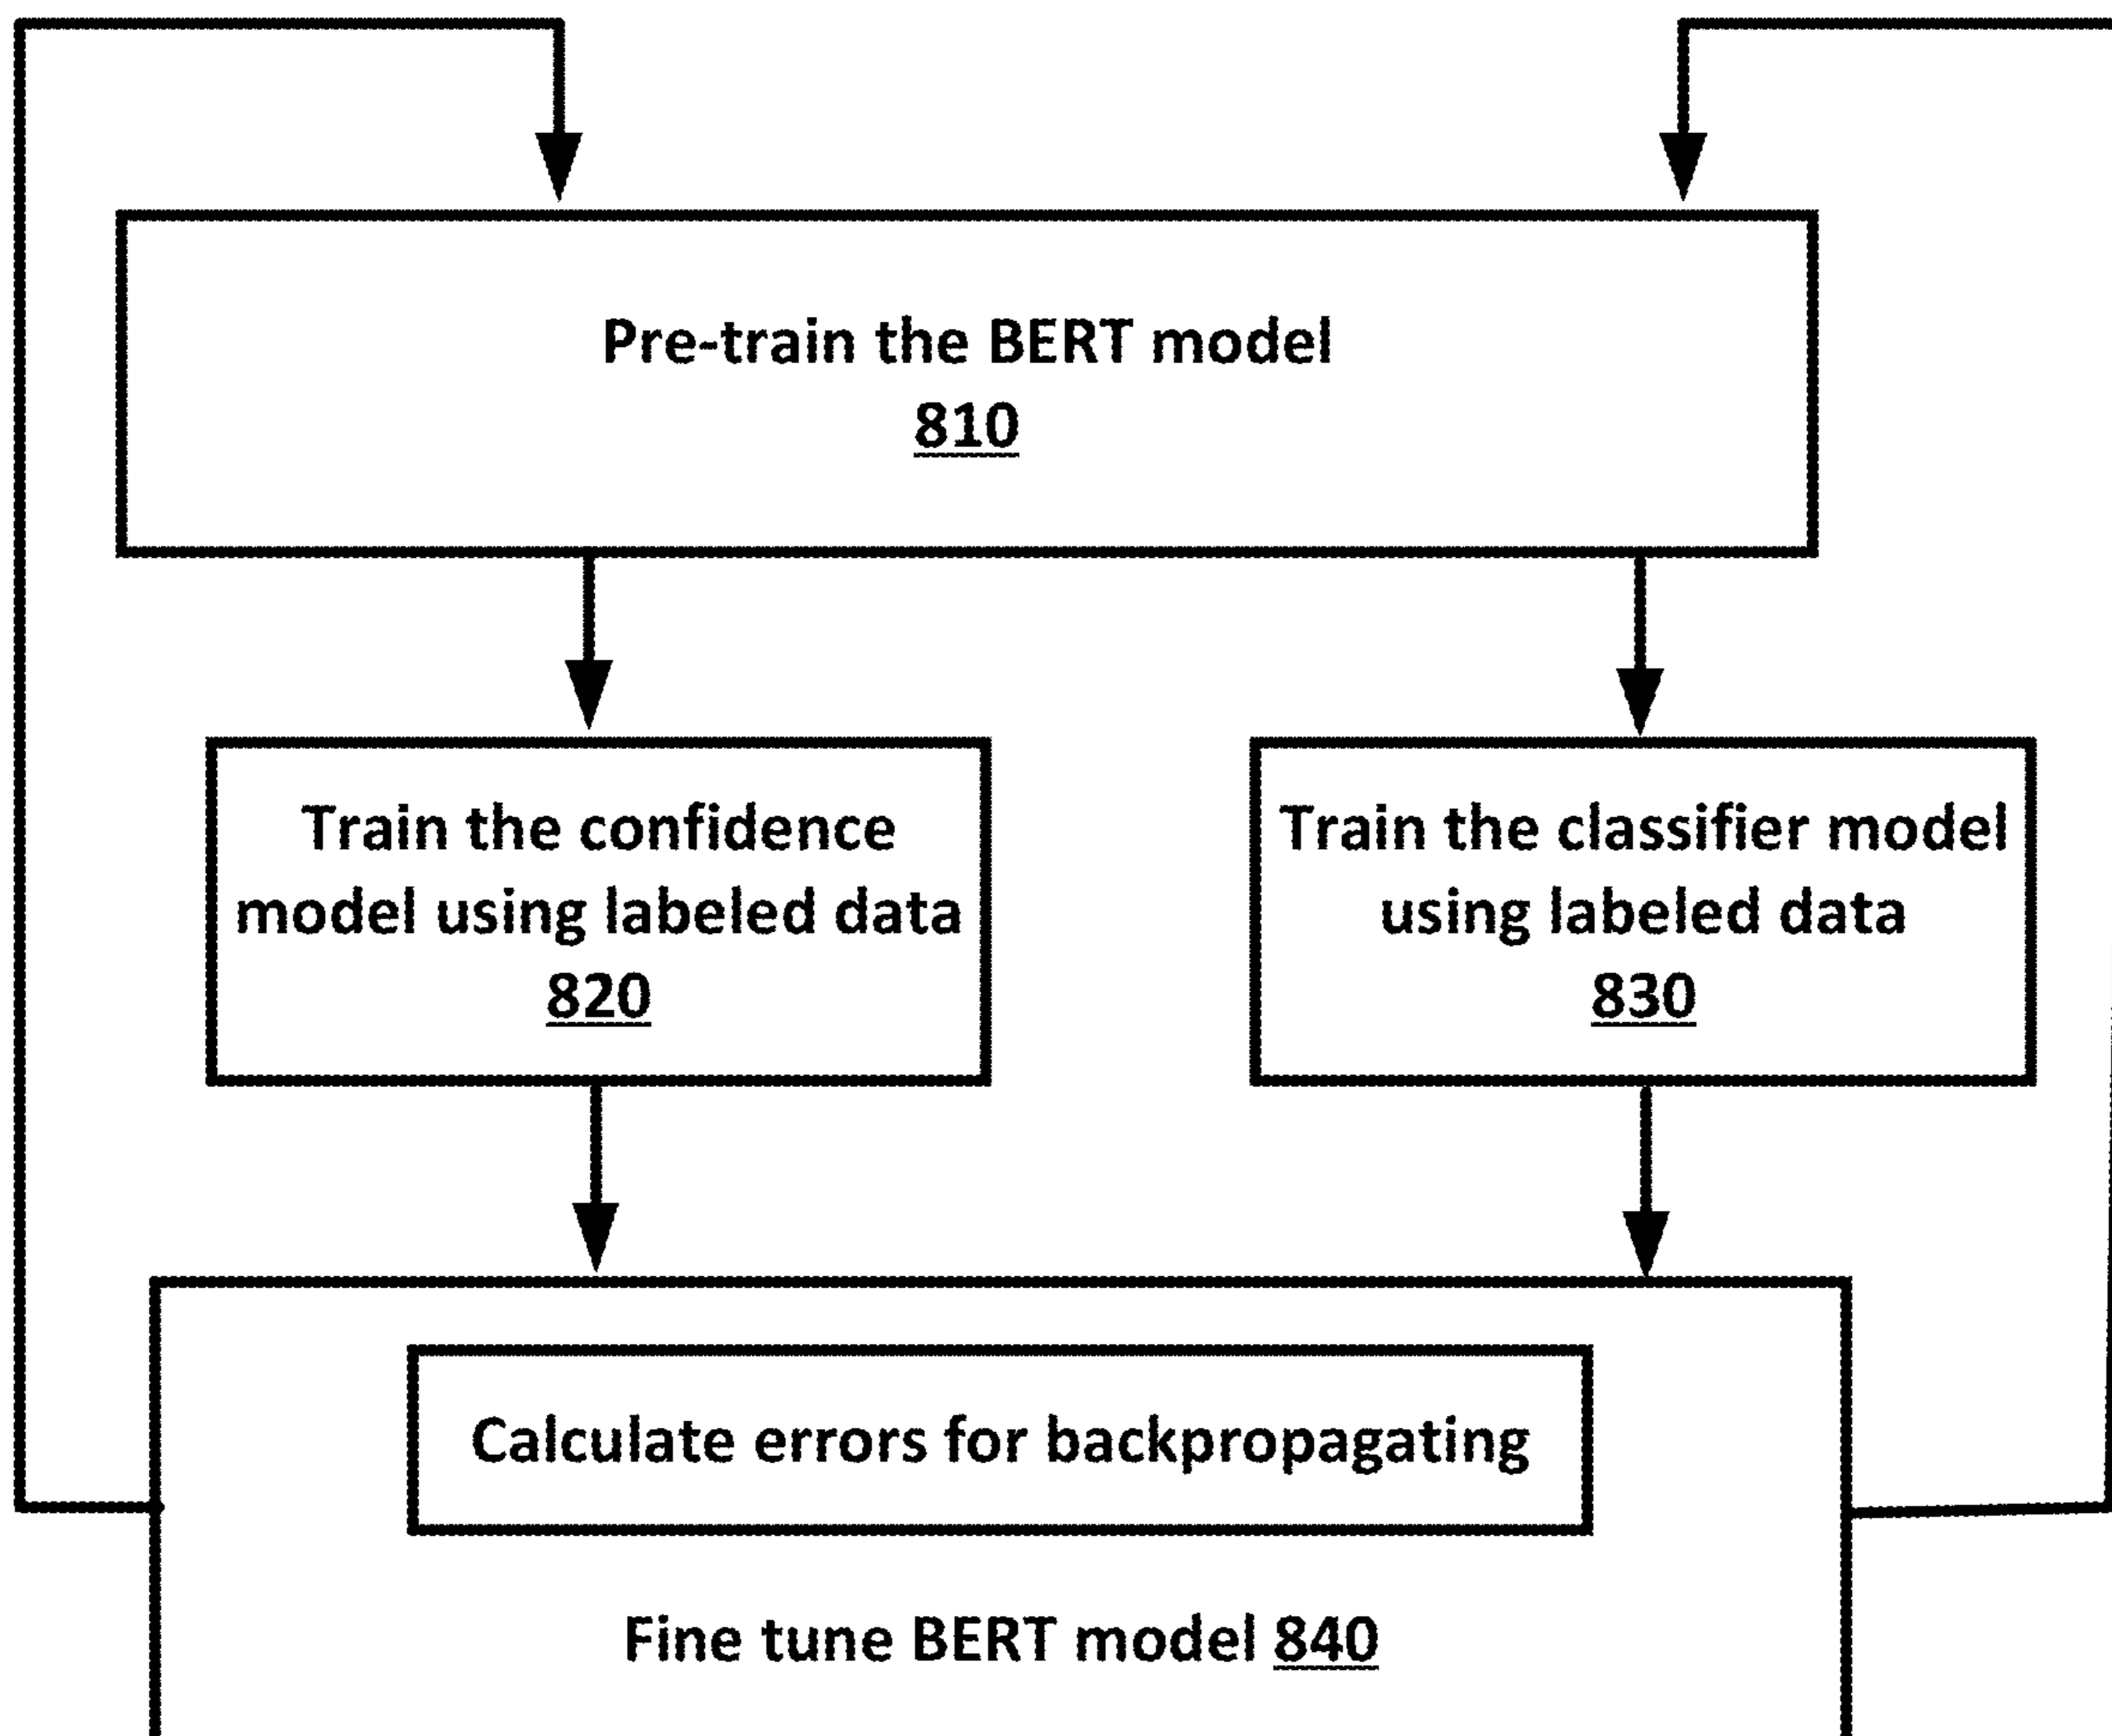 Pre-train the BERT model
810
Train the confidence
model using labeled data
820
Train the classifier model
using labeled data
830
Calculate errors for backpropagating
Fine tune BERT model 840